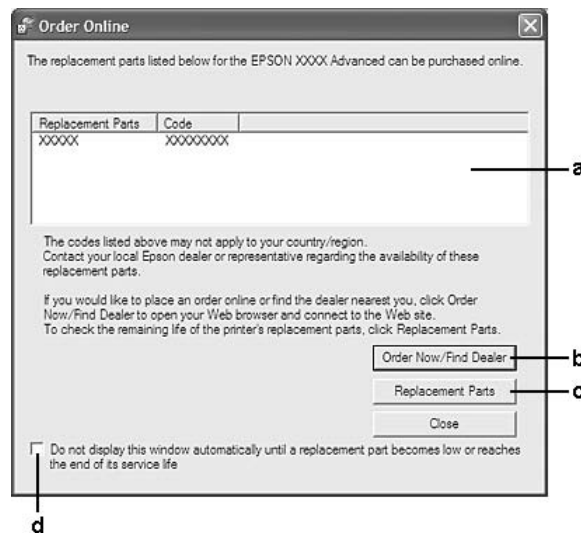 Order Online
The replacement parts listed below for the EPSON XXXX Advanced can be purchased online.
Replacement Parts Code
XXXXX XXXXXXXX
a
The codes listed above may not apply to your country/region.
Contact your local Epson dealer or representative regarding the availability of these
replacement parts.
If you would like to place an order online or find the dealer nearest you, click Order
Now/Find Dealer to open your Web browser and connect to the Web site.
To check the remaining life of the printer's replacement parts, click Replacement Parts.
Order Now/Find Dealer
b
Replacement Parts
c
Close
Do not display this window automatically until a replacement part becomes low or reaches
the end of its service life
d